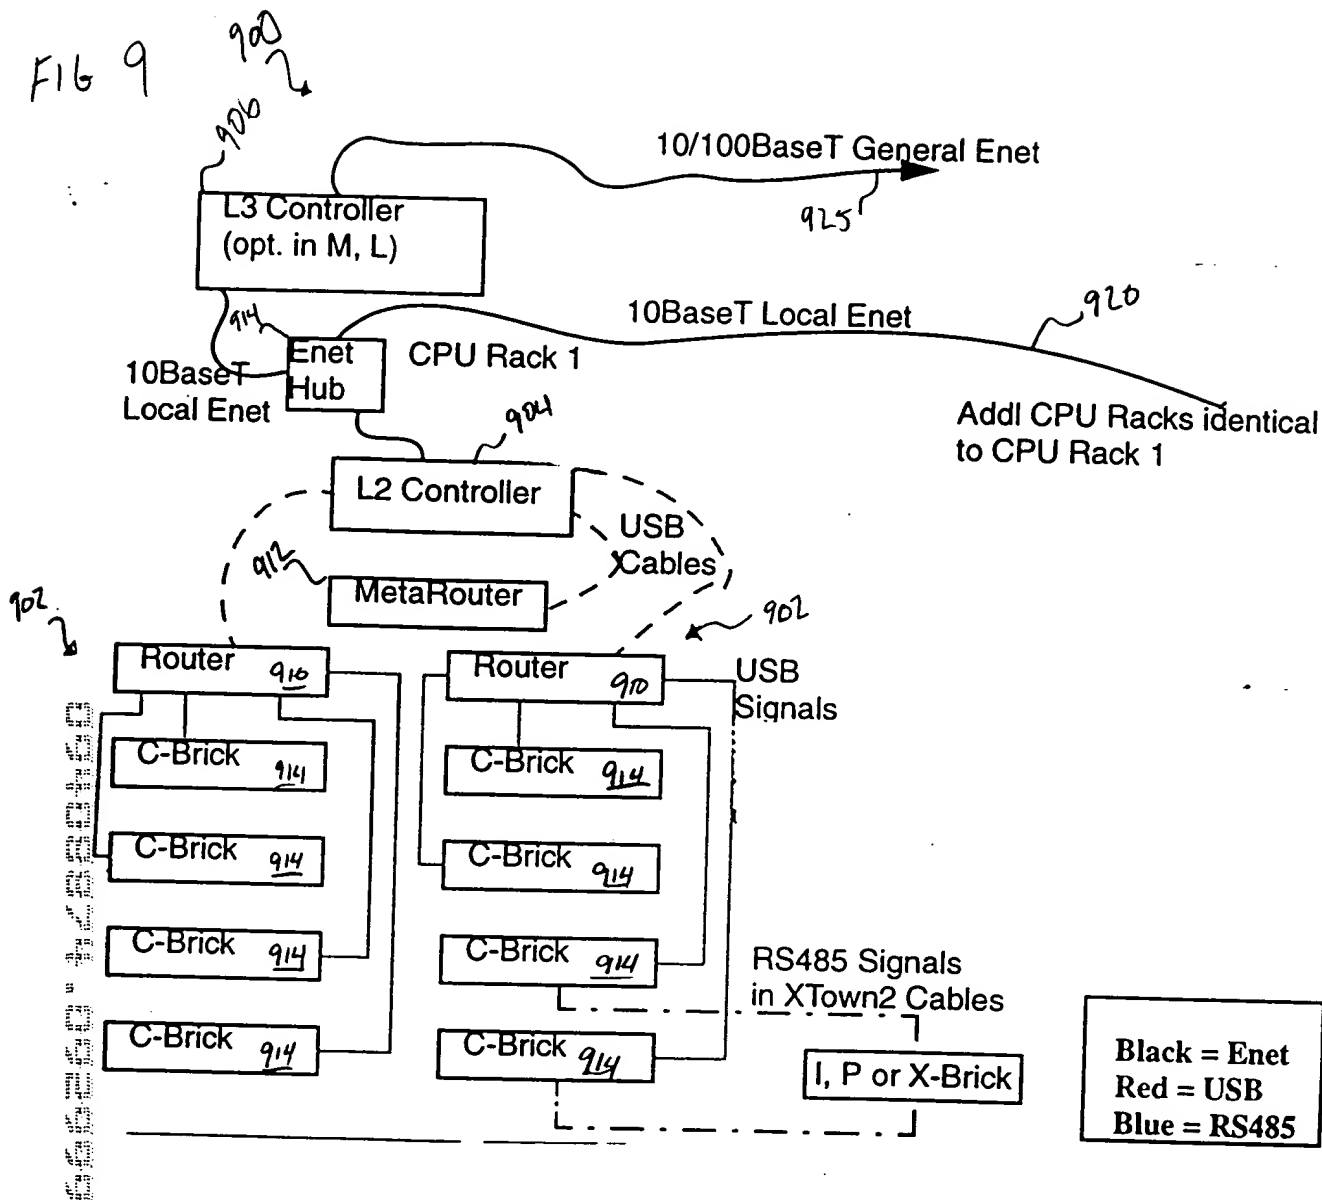 FIG 9
900
906
10/100BaseT General Enet
925
L3 Controller
(opt. in M, L)
914
10BaseT Local Enet
920
Enet
Hub
CPU Rack 1
10BaseT
Local Enet
Addl CPU Racks identical
to CPU Rack 1
904
L2 Controller
USB
Cables
912
MetaRouter
902
902
Router 910
Router 910
USB
Signals
C-Brick 914
C-Brick 914
C-Brick 914
C-Brick 914
C-Brick 914
C-Brick 914
RS485 Signals
in XTown2 Cables
C-Brick 914
C-Brick 914
I, P or X-Brick
Black = Enet
Red = USB
Blue = RS485